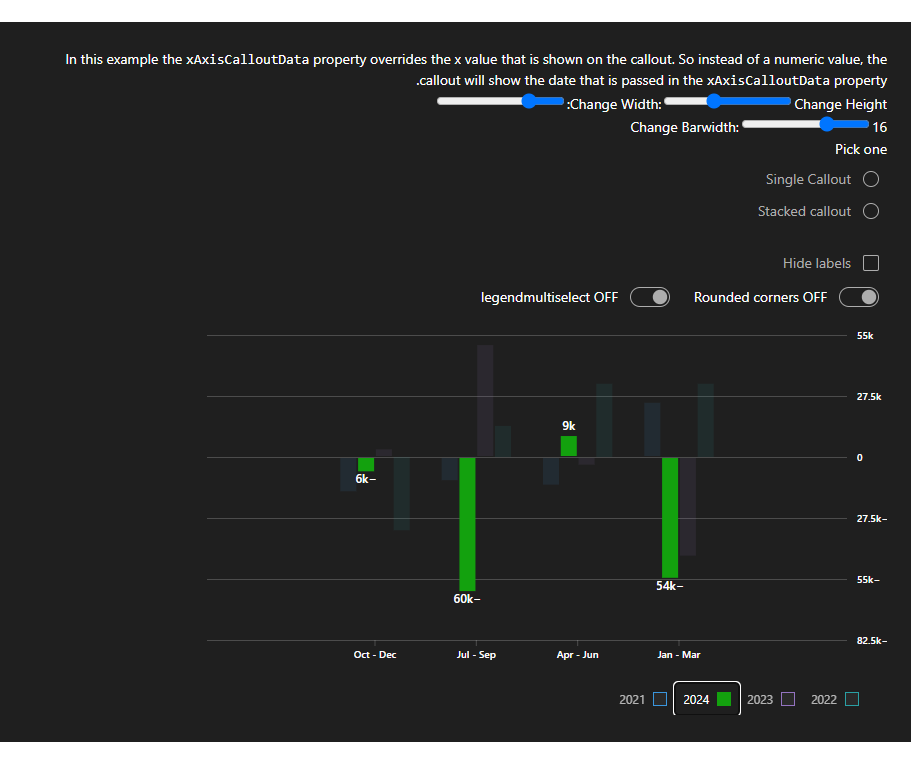 In this example the xAxisCalloutData property overrides the x value that is shown on the callout. So instead of a numeric value, the
.callout will show the date that is passed in the xAxisCalloutData property
:Change Width: Change Height
Change Barwidth: 16
Pick one
Single Callout
Stacked callout
Hide labels
legendmultiselect OFF Rounded corners OFF
55k
27.5k
9k
0
6k−
27.5k−
55k−
54k−
60k−
82.5k−
Oct - Dec Jul - Sep Apr - Jun Jan - Mar
2021 2024 2023 2022